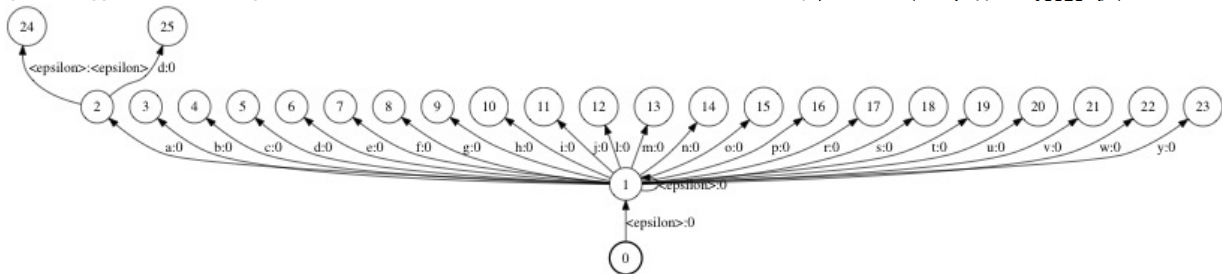 24 25
<epsilon>:<epsilon> d:0
2 3 4 5 6 7 8 9 10 11 12 13 14 15 16 17 18 19 20 21 22 23
a:0 b:0 c:0 d:0 e:0 f:0 g:0 h:0 i:0 j:0 l:0 m:0 n:0 o:0 p:0 r:0 s:0 t:0 u:0 v:0 w:0 y:0
1 <epsilon>:0
<epsilon>:0
0